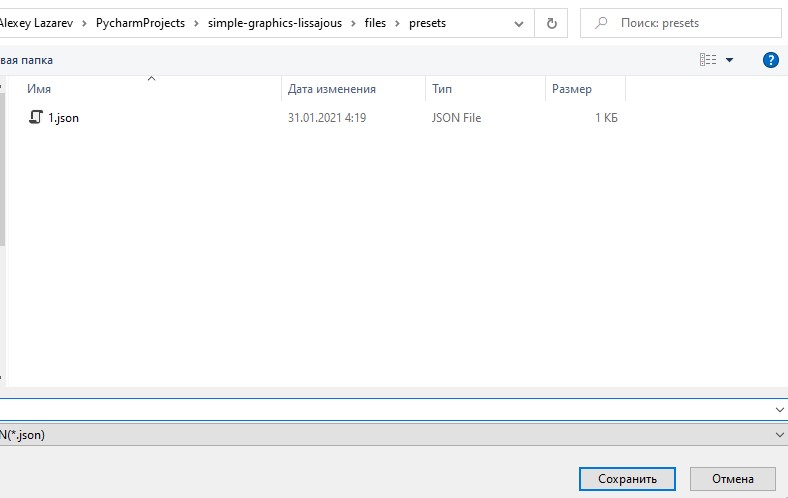 Alexey Lazarev > PycharmProjects > simple-graphics-lissajous > files > presets
Поиск: presets
вая папка
?
Имя Дата изменения Тип Размер
1.json 31.01.2021 4:19 JSON File 1 КБ
N(*.json)
Сохранить Отмена